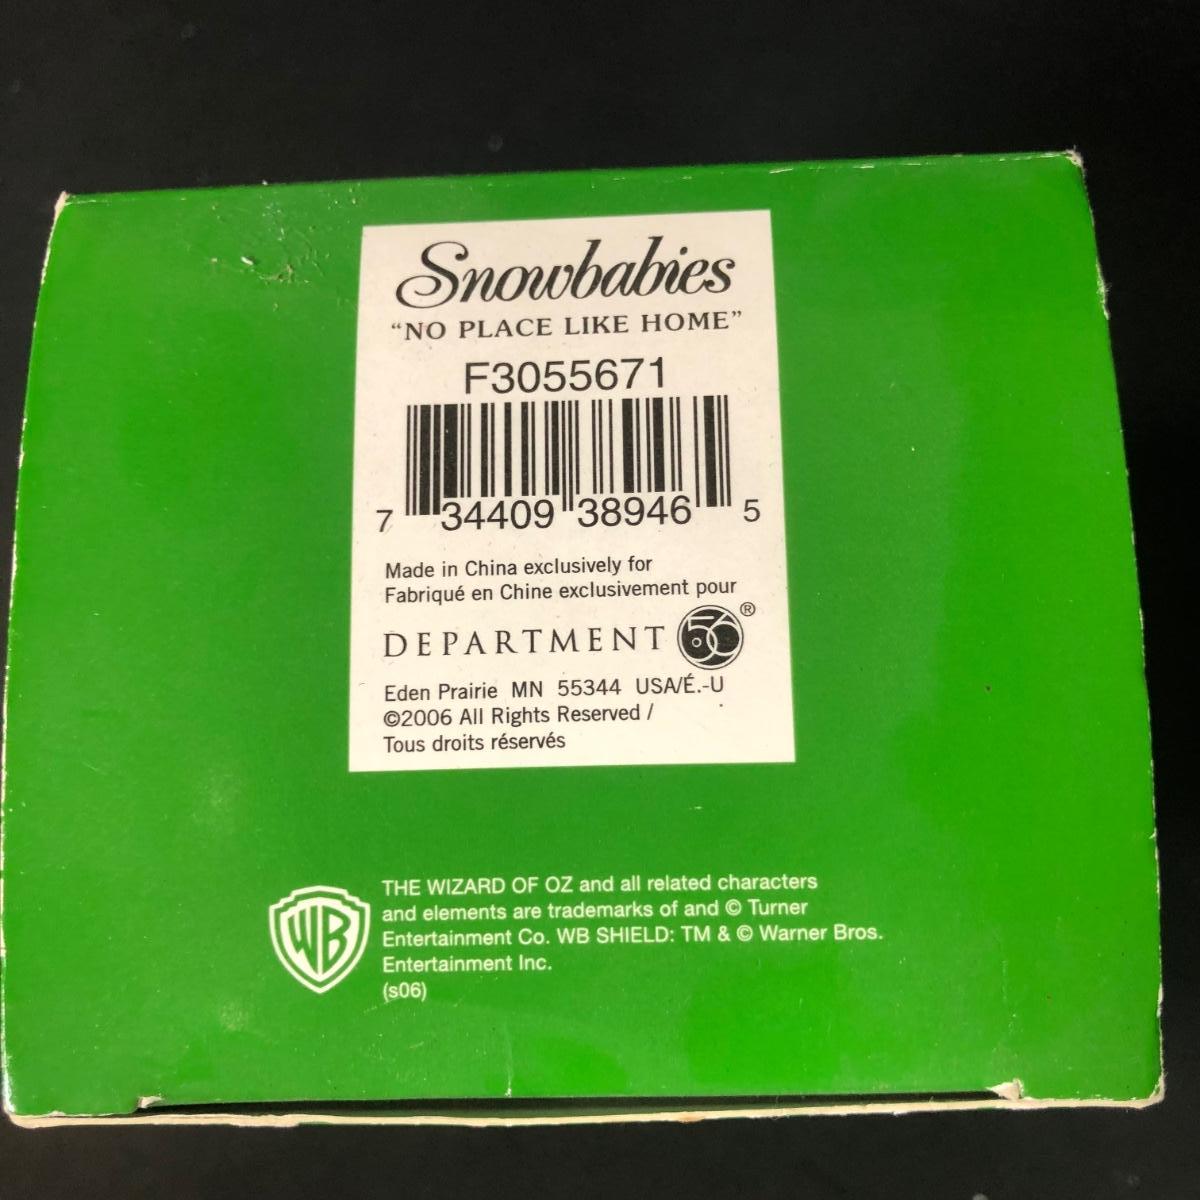 Snowbabies
“NO PLACE LIKE HOME”
F3055671
7 34409 38946 5
Made in China exclusively for
Fabriqué en Chine exclusivement pour
DEPARTMENT 56®
Eden Prairie MN 55344 USA/É.-U
©2006 All Rights Reserved /
Tous droits réservés
WB
THE WIZARD OF OZ and all related characters
and elements are trademarks of and © Turner
Entertainment Co. WB SHIELD: TM & © Warner Bros.
Entertainment Inc.
(s06)